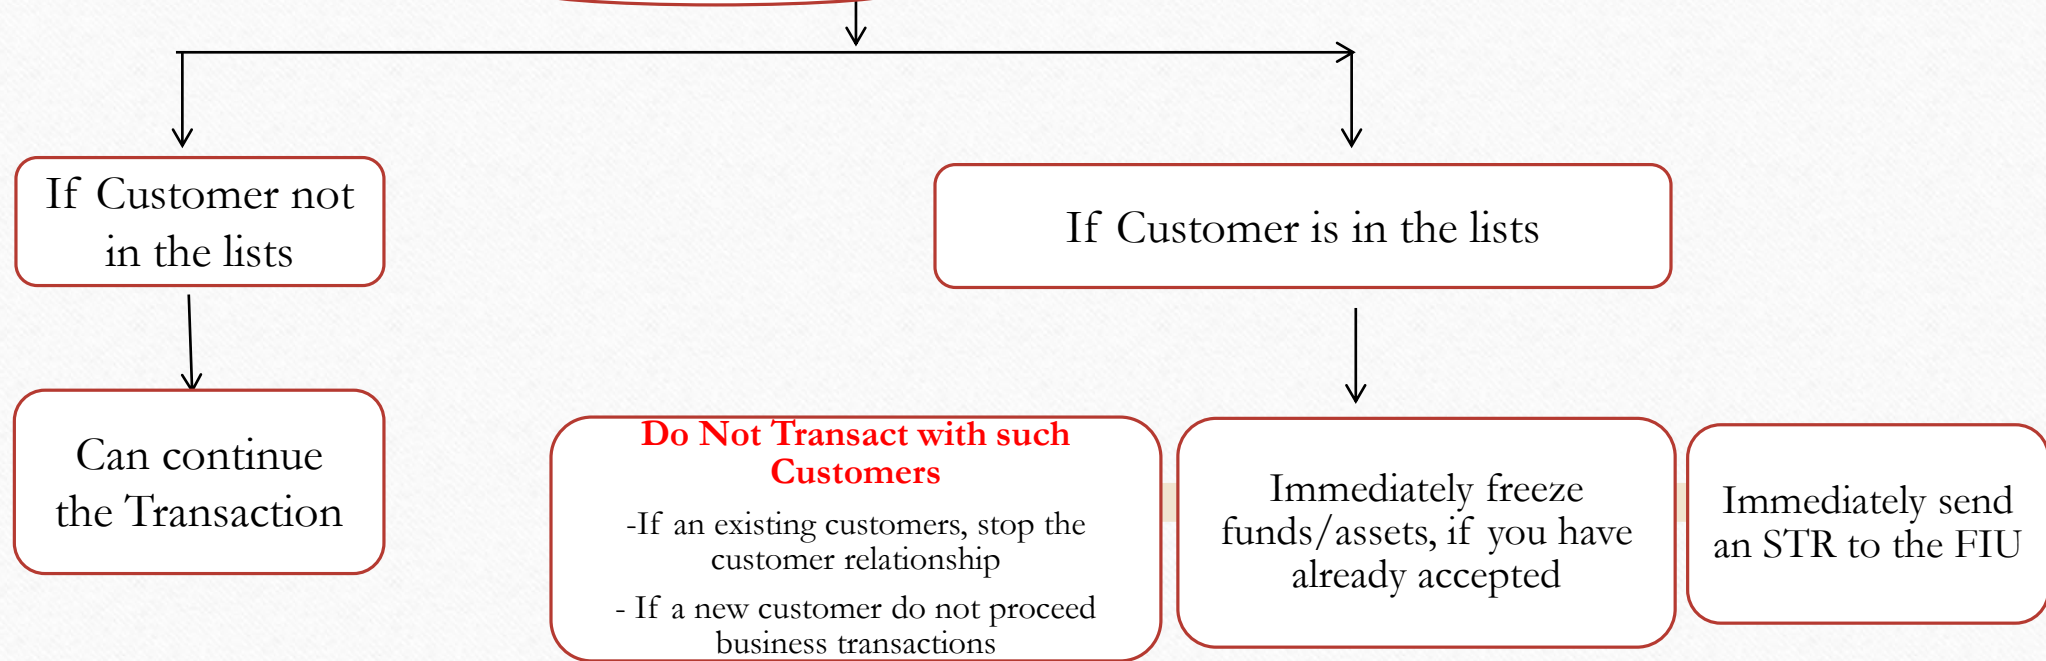 If Customer not
in the lists
If Customer is in the lists
Can continue
the Transaction
Do Not Transact with such
Customers
-If an existing customers, stop the
customer relationship
- If a new customer do not proceed
business transactions
Immediately freeze
funds/assets, if you have
already accepted
Immediately send
an STR to the FIU